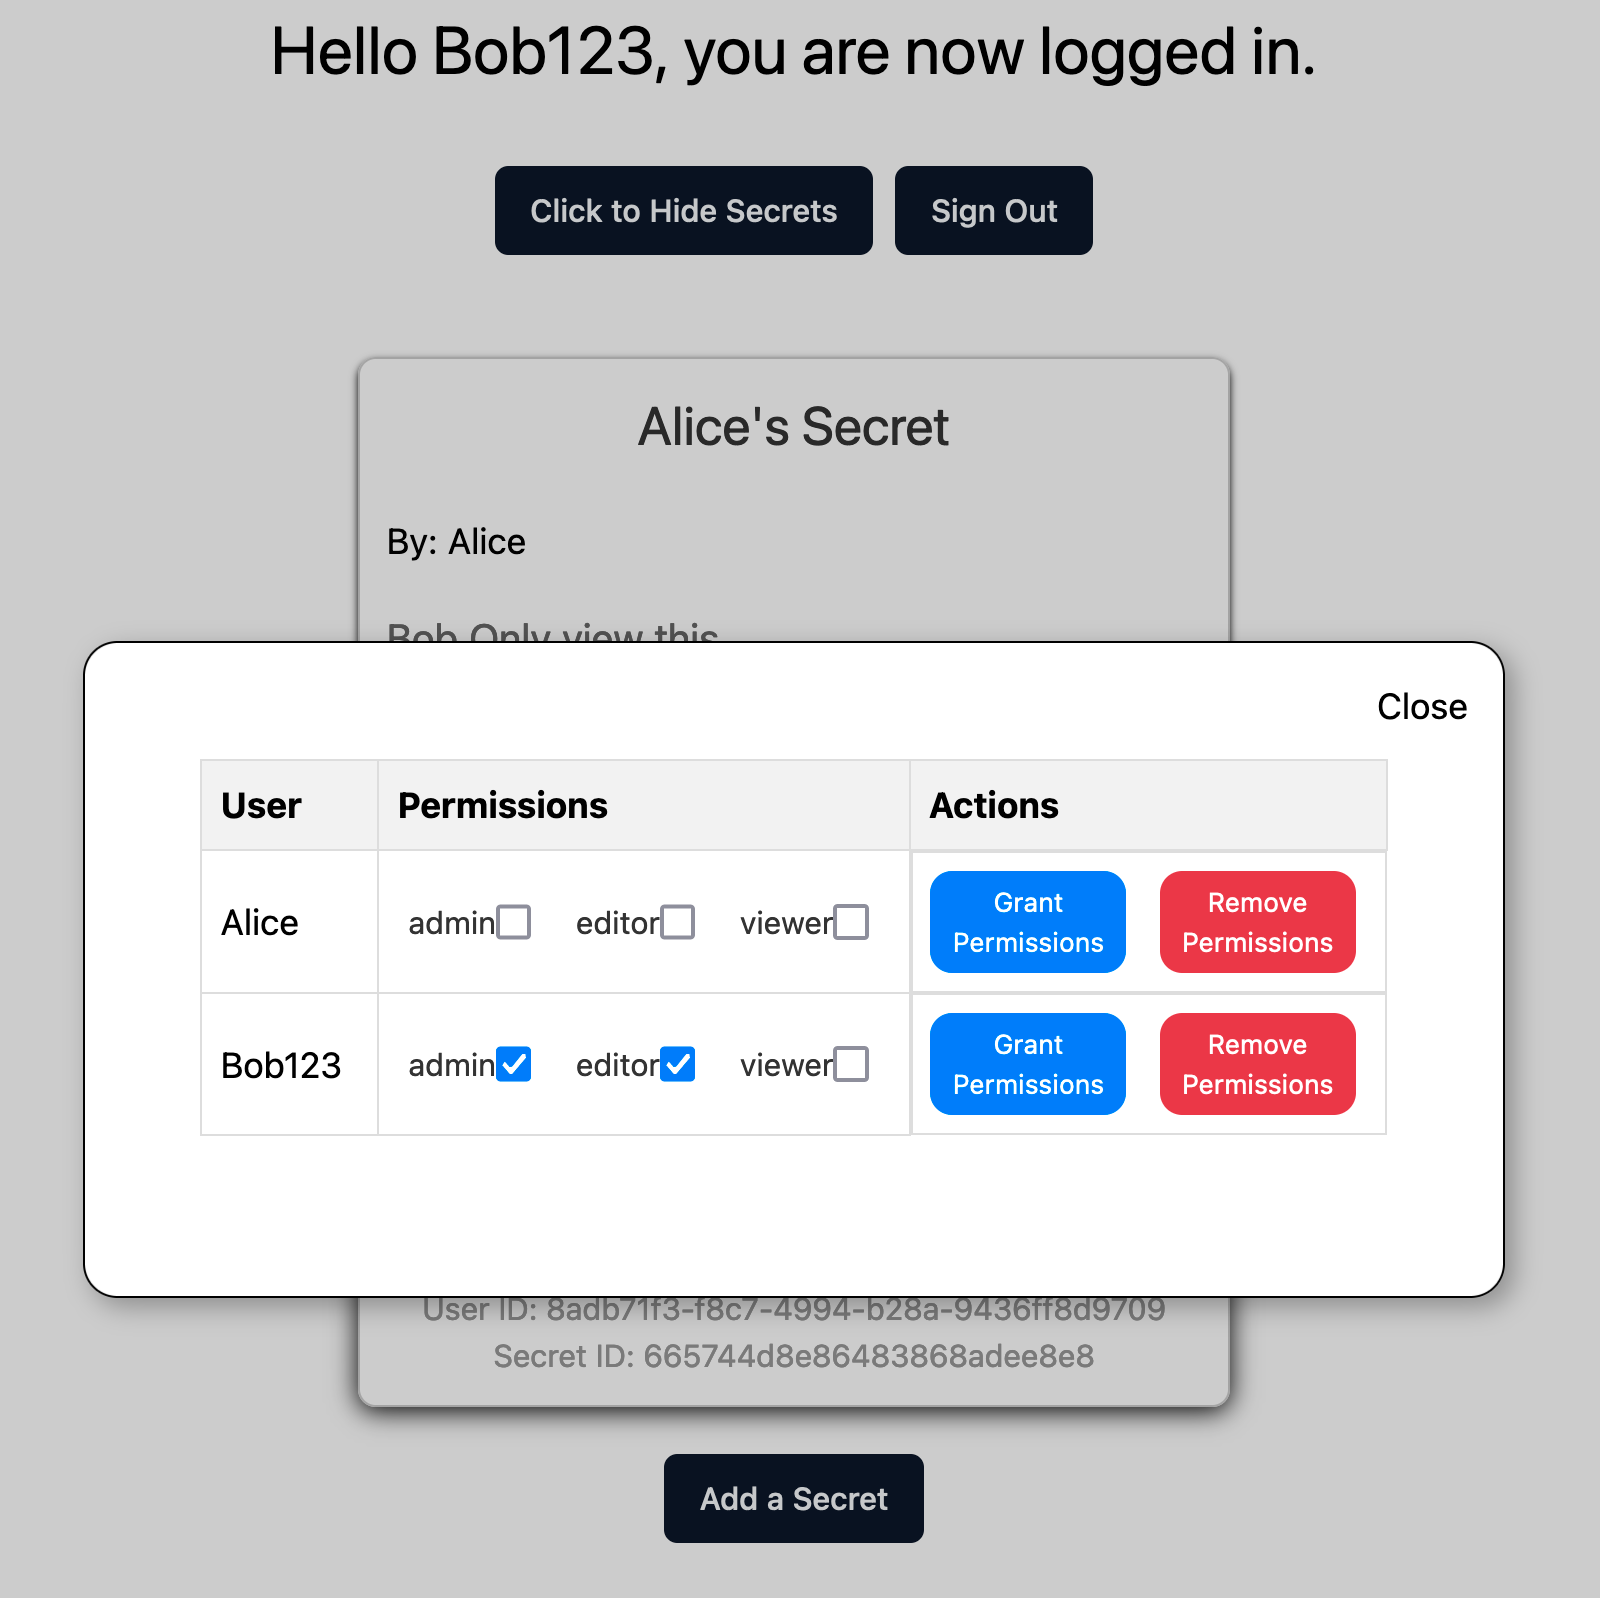 Hello Bob123, you are now logged in.
Click to Hide Secrets Sign Out
Alice's Secret
By: Alice
Bob Only view this
Close
User Permissions Actions
Alice admin editor viewer Grant Permissions Remove Permissions
Bob123 admin editor viewer Grant Permissions Remove Permissions
User ID: 8adb71f3-f8c7-4994-b28a-9436ff8d9709
Secret ID: 665744d8e86483868adee8e8
Add a Secret